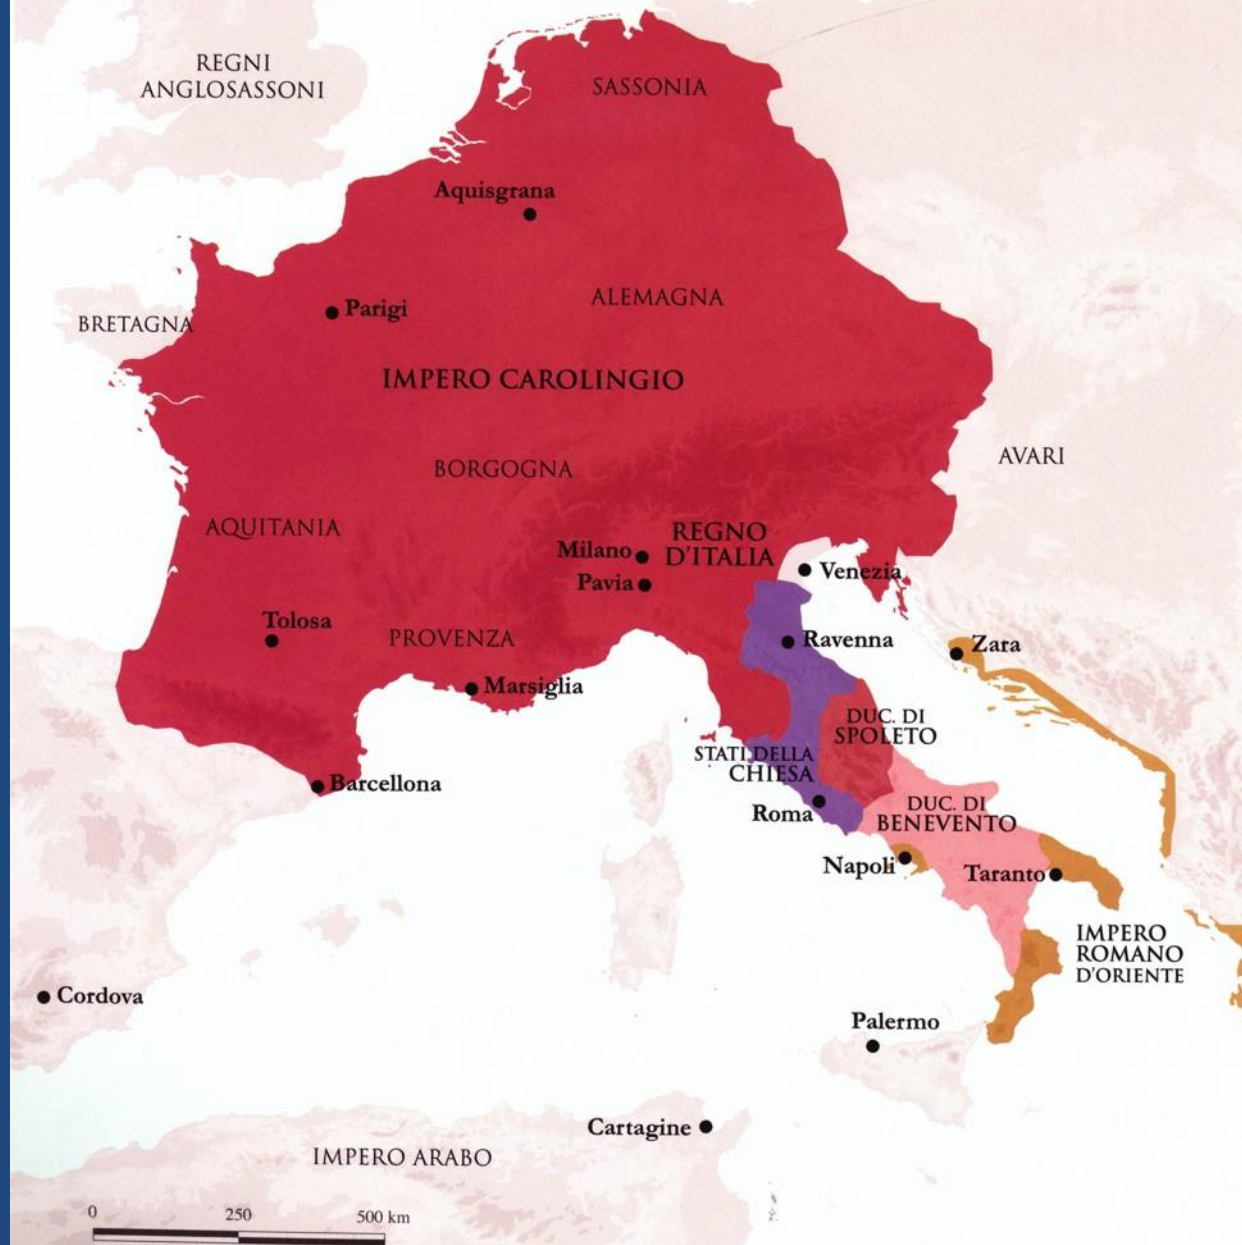 REGNI
ANGLOSASSONI
SASSONIA
Aquisgrana
ALEMAGNA
Parigi
BRETAGNA
IMPERO CAROLINGIO
AVARI
BORGOGNA
AQUITANIA
REGNO
D'ITALIA
Milano
Venezia
Pavia
Tolosa
PROVENZA
Ravenna
Zara
Marsiglia
DUC. DI
SPOLETO
STATI DELLA
CHIESA
Barcellona
Roma
DUC. DI
BENEVENTO
Napoli
Taranto
IMPERO
ROMANO
D'ORIENTE
Cordova
Palermo
Cartagine
IMPERO ARABO
0 250 500 km